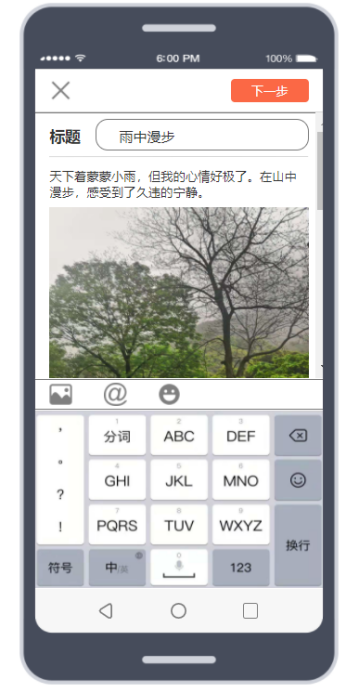 6:00 PM 100%
下一步
标题 雨中漫步
天下着蒙蒙小雨，但我的心情好极了。在山中
漫步，感受到了久违的宁静。
@
， 1 分词 2 ABC 3 DEF
。 4 GHI 5 JKL 6 MNO
?
! 7 PQRS 8 TUV 9 WXYZ 换行
符号 中/英 0 123